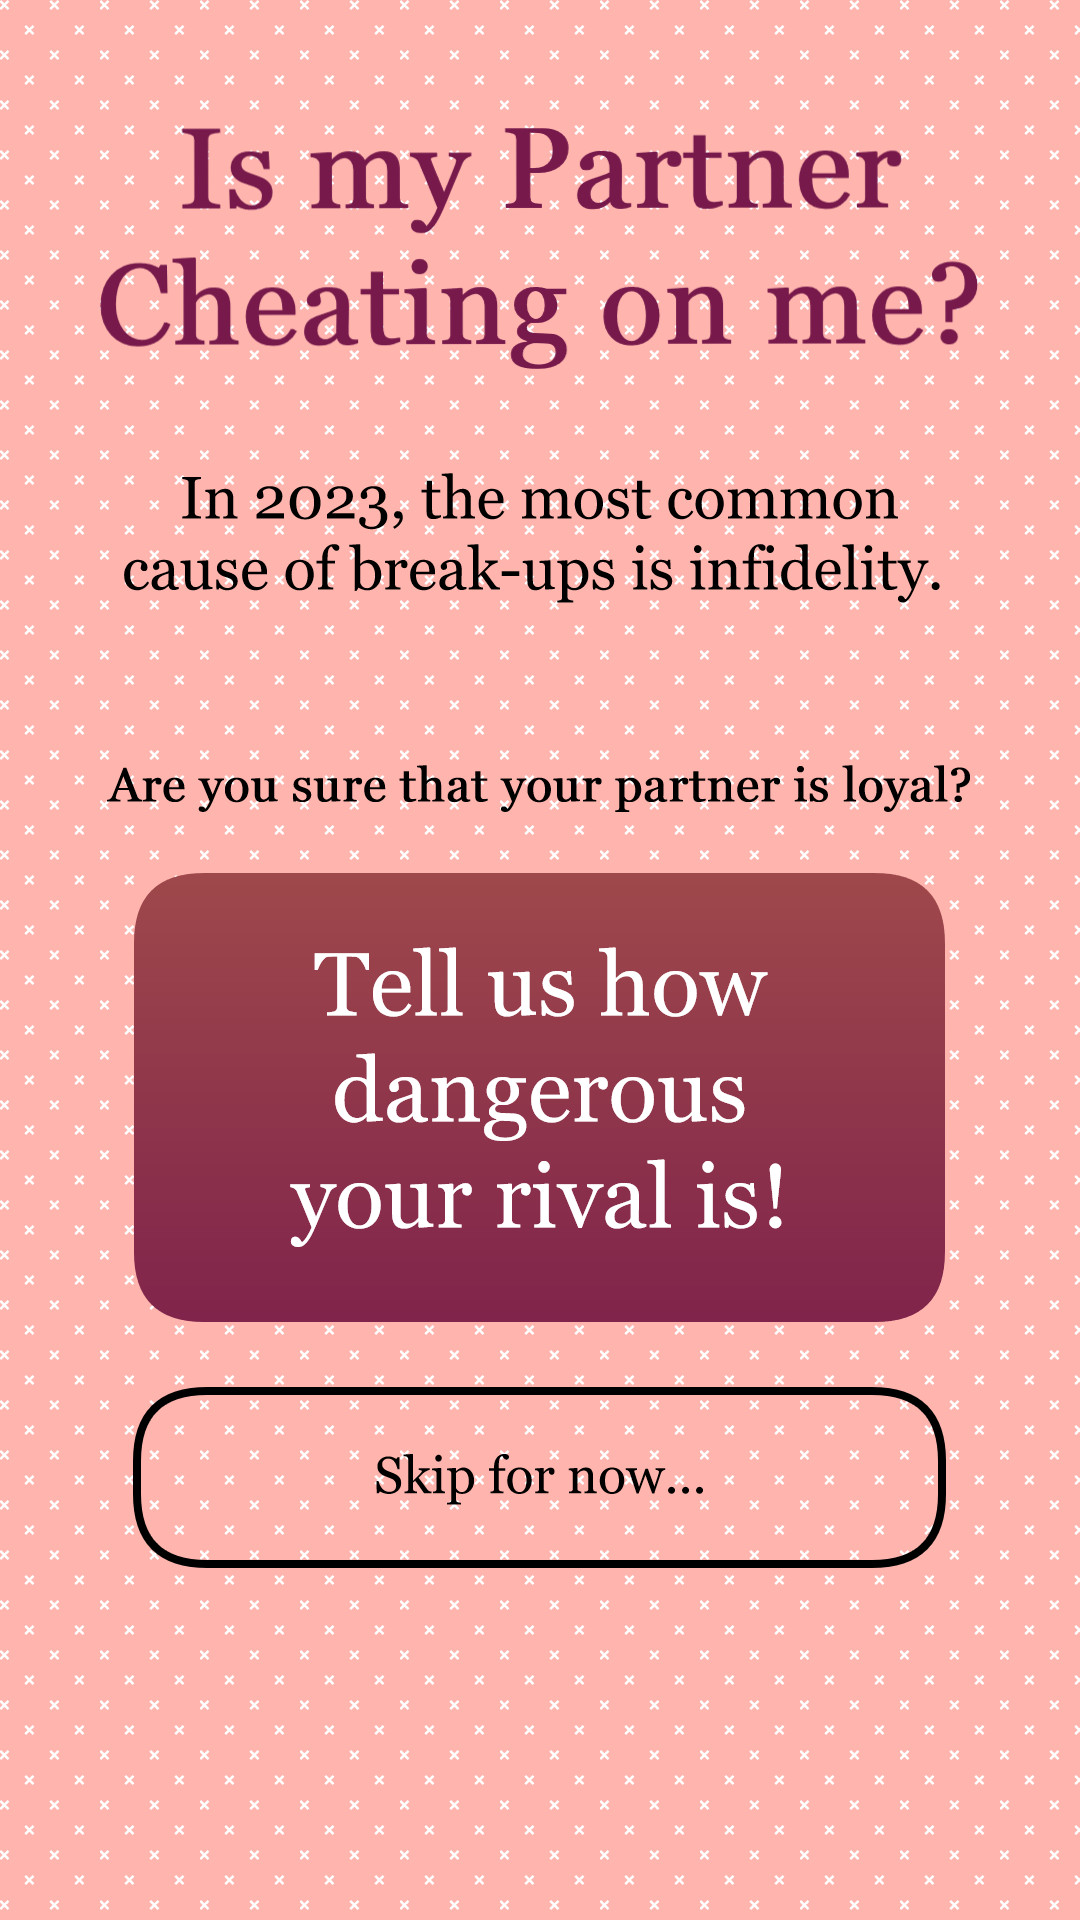 Is my Partner
Cheating on me?
In 2023, the most common
cause of break-ups is infidelity.
Are you sure that your partner is loyal?
Tell us how
dangerous
your rival is!
Skip for now...